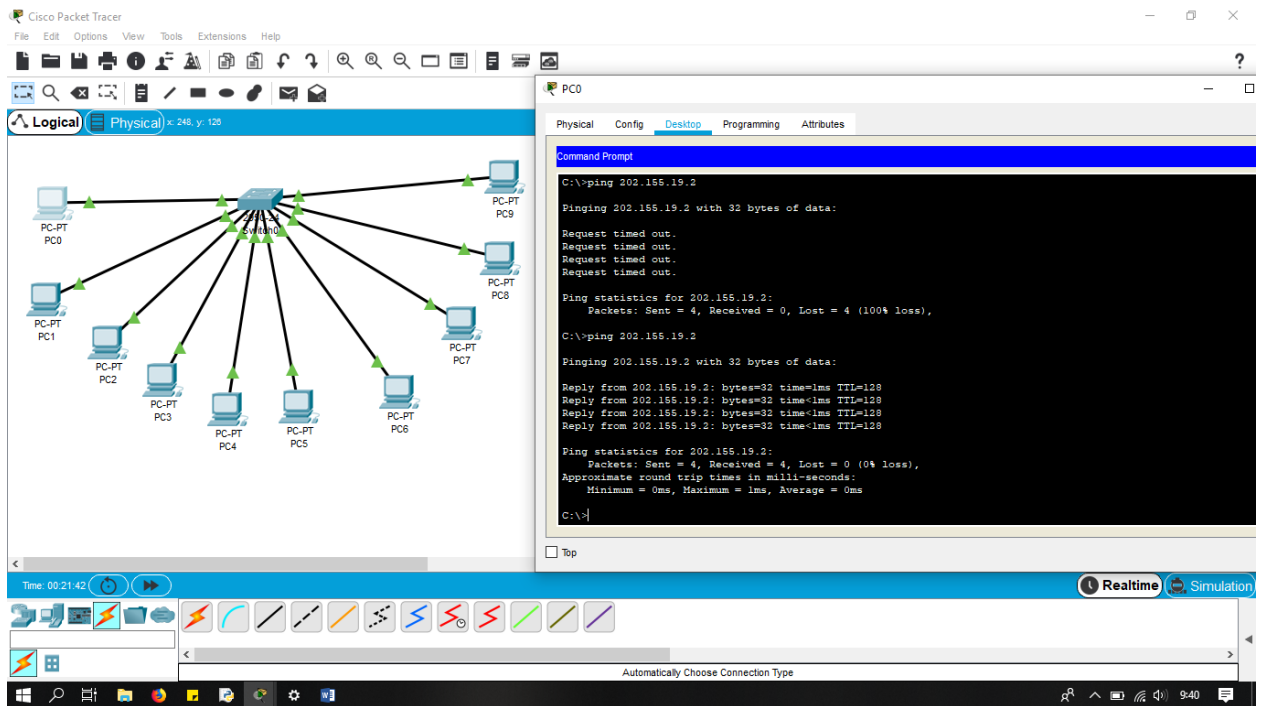 Cisco Packet Tracer
File Edit Options View Tools Extensions Help
?
PC0
Logical Physical x: 248, y: 126
Physical Config Desktop Programming Attributes
Command Prompt
C:\>ping 202.155.19.2
Pinging 202.155.19.2 with 32 bytes of data:
Request timed out.
Request timed out.
Request timed out.
Request timed out.
Ping statistics for 202.155.19.2:
Packets: Sent = 4, Received = 0, Lost = 4 (100% loss),
C:\>ping 202.155.19.2
Pinging 202.155.19.2 with 32 bytes of data:
Reply from 202.155.19.2: bytes=32 time=1ms TTL=128
Reply from 202.155.19.2: bytes=32 time<1ms TTL=128
Reply from 202.155.19.2: bytes=32 time<1ms TTL=128
Reply from 202.155.19.2: bytes=32 time<1ms TTL=128
Ping statistics for 202.155.19.2:
Packets: Sent = 4, Received = 4, Lost = 0 (0% loss),
Approximate round trip times in milli-seconds:
Minimum = 0ms, Maximum = 1ms, Average = 0ms
C:\>
Top
PC-PT
PC0
PC-PT
PC1
PC-PT
PC2
PC-PT
PC3
PC-PT
PC4
PC-PT
PC5
PC-PT
PC6
PC-PT
PC7
PC-PT
PC8
PC-PT
PC9
2950-24
Switch0
Time: 00:21:42
Realtime Simulation
Automatically Choose Connection Type
9:40